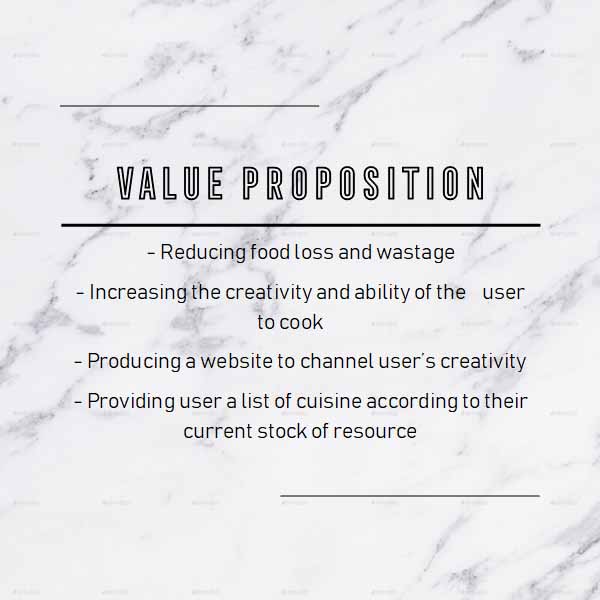 VALUE PROPOSITION
- Reducing food loss and wastage
- Increasing the creativity and ability of the user
to cook
- Producing a website to channel user's creativity
- Providing user a list of cuisine according to their
current stock of resource